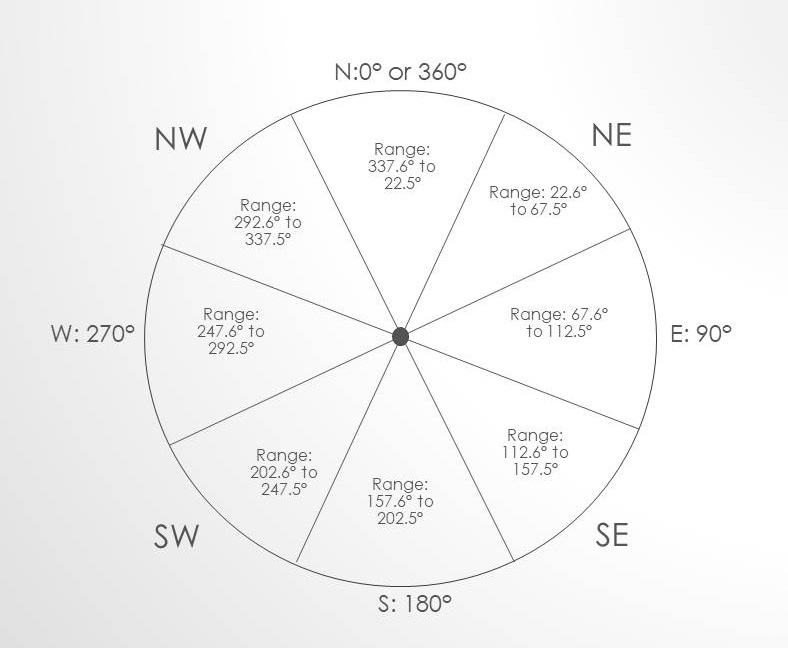 N:0° or 360°
NW
NE
Range:
337.6° to
22.5°
Range: 22.6°
to 67.5°
Range:
292.6° to
337.5°
Range:
247.6° to
292.5°
Range: 67.6°
to 112.5°
W: 270°
E: 90°
Range:
112.6° to
157.5°
Range:
202.6° to
247.5°
Range:
157.6° to
202.5°
SW
SE
S: 180°